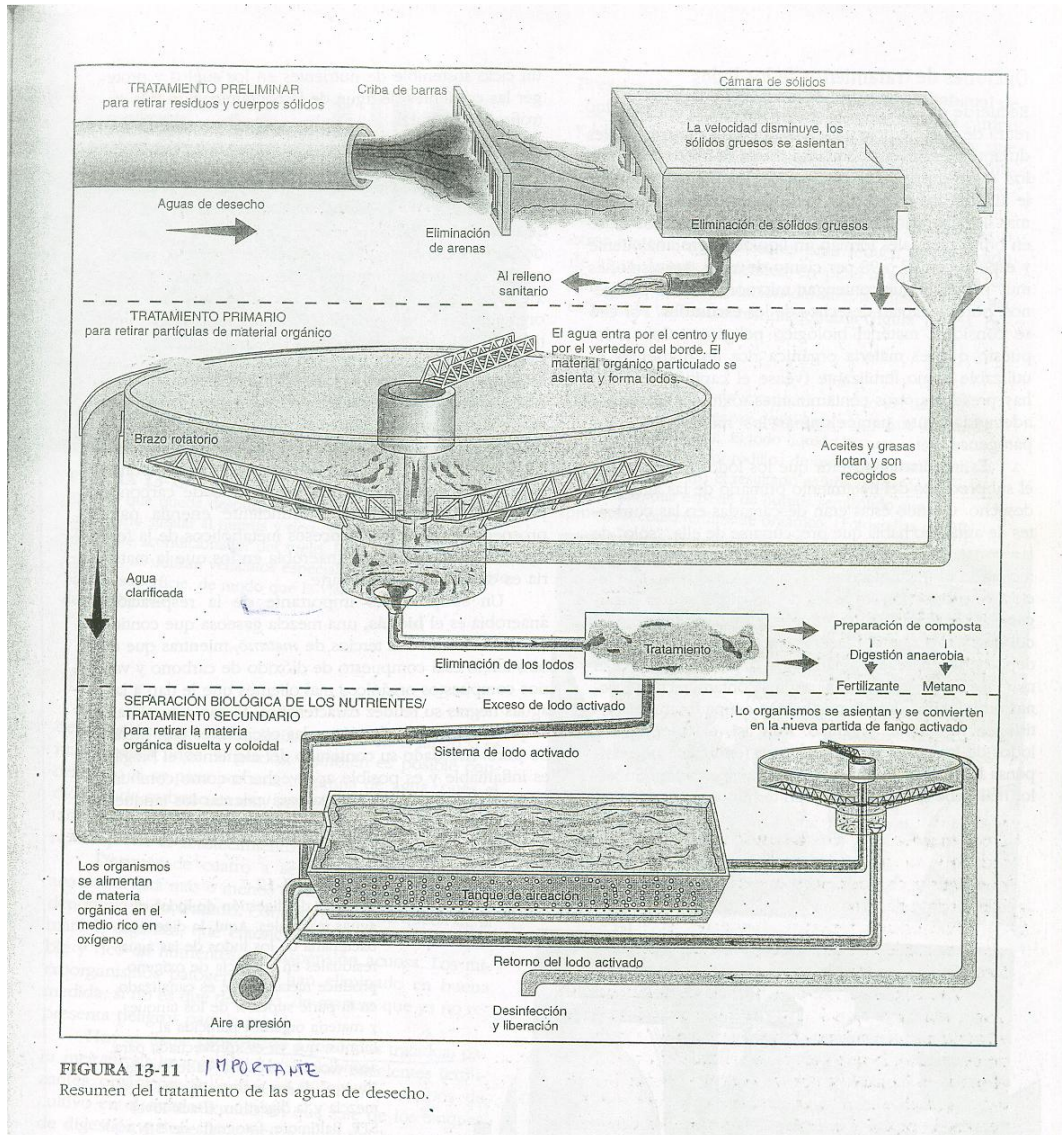 TRATAMIENTO PRELIMINAR
para retirar residuos y cuerpos sólidos
Criba de barras
Cámara de sólidos
La velocidad disminuye, los
sólidos gruesos se asientan
Aguas de desecho
Eliminación
de arenas
Eliminación de sólidos gruesos
Al relleno
sanitario
TRATAMIENTO PRIMARIO
para retirar partículas de material orgánico
El agua entra por el centro y fluye
por el vertedero del borde. El
material orgánico particulado se
asienta y forma lodos.
Brazo rotatorio
Aceites y grasas
flotan y son
recogidos
Agua
clarificada
Eliminación de los lodos
Tratamiento
Preparación de composta
Digestión anaerobia
Fertilizante
Metano
SEPARACIÓN BIOLÓGICA DE LOS NUTRIENTES/
TRATAMIENTO SECUNDARIO
para retirar la materia
orgánica disuelta y coloidal
Exceso de lodo activado
Sistema de lodo activado
Lo organismos se asientan y se convierten
en la nueva partida de fango activado
Los organismos
se alimentan
de materia
orgânica en el
medio rico en
oxígeno
Tanque de aireación
Retorno del lodo activado
Aire a presión
Desinfección
y liberación
FIGURA 13-11
IMPORTANTE
Resumen del tratamiento de las aguas de desecho.